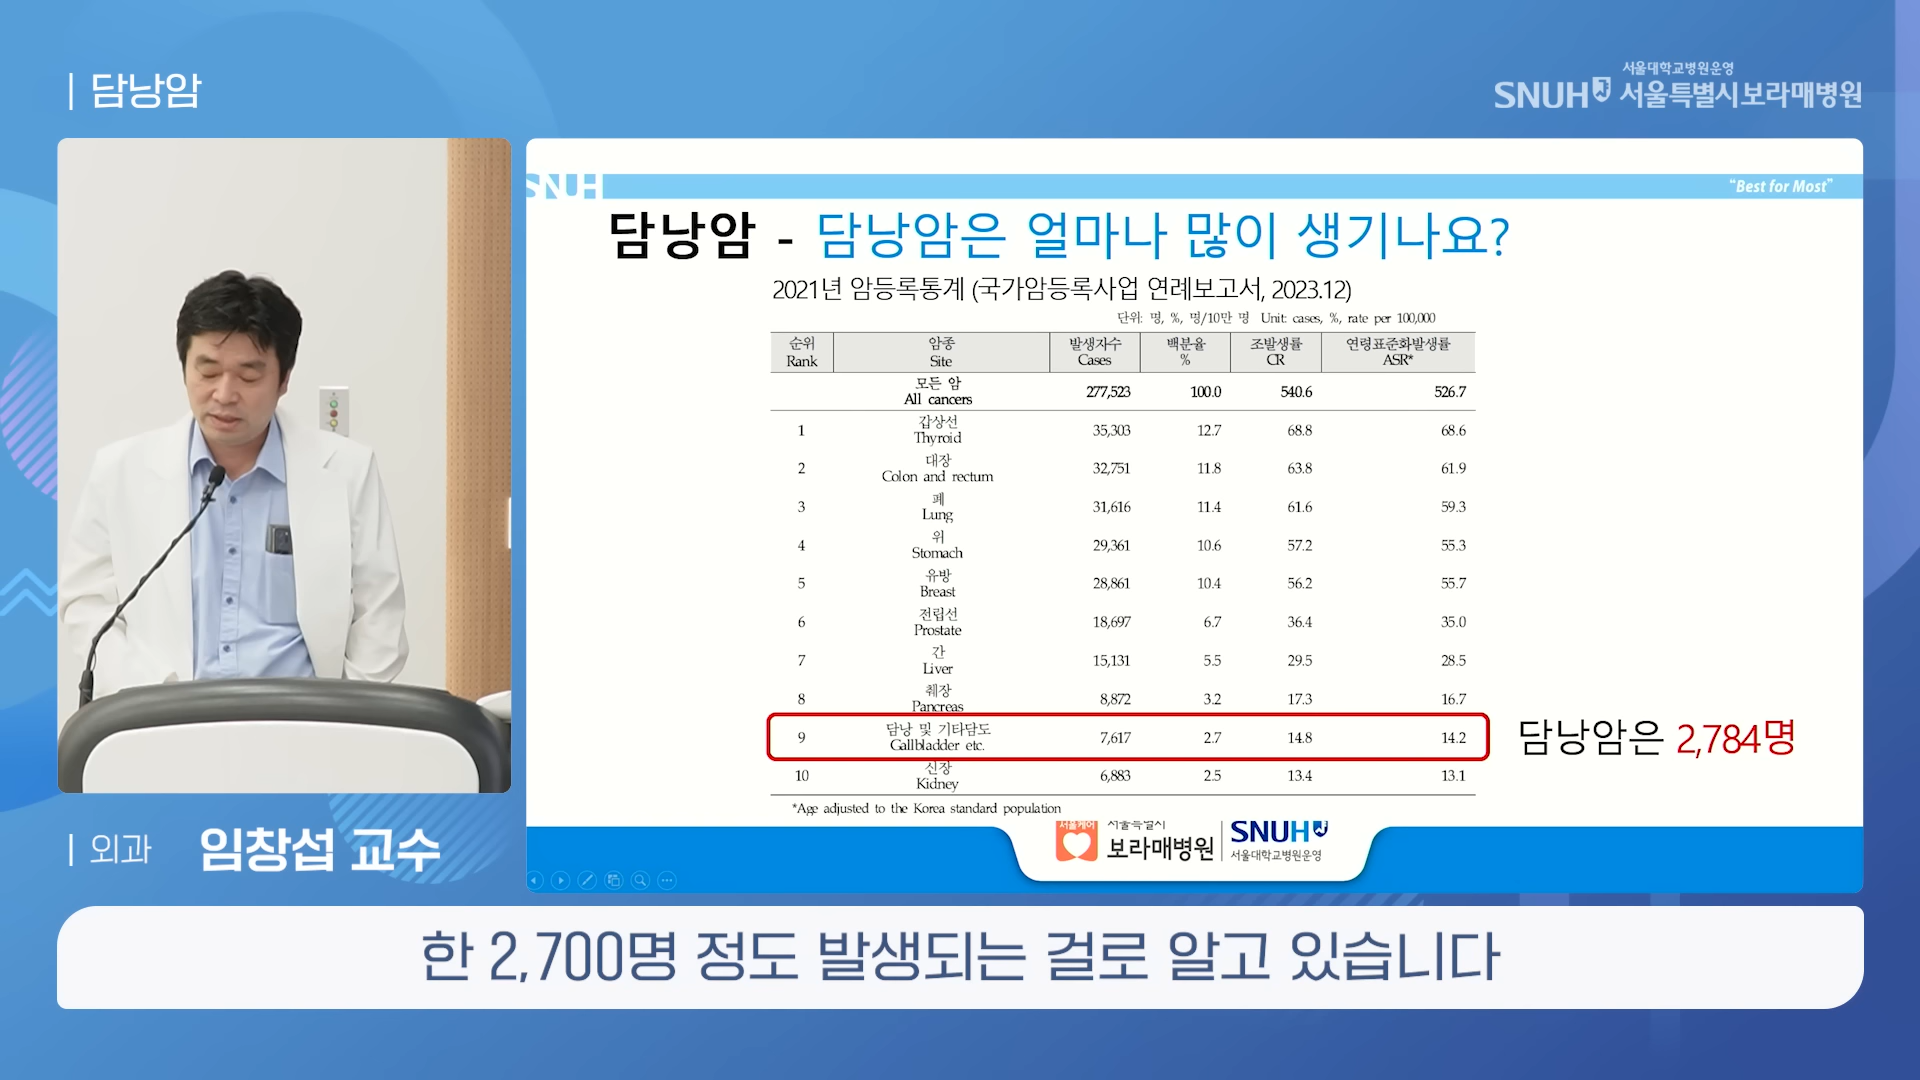 | 담낭암
서울대학교병원운영
SNUH 서울특별시보라매병원
SNUH
“Best for Most”
담낭암 - 담낭암은 얼마나 많이 생기나요?
2021년 암등록통계 (국가암등록사업 연례보고서, 2023.12)
단위: 명, %, 명/10만 명 Unit: cases, %, rate per 100,000
순위 암종 발생자수 백분율 조발생률 연령표준화발생률
Rank Site Cases % CR ASR*
모든 암
All cancers 277,523 100.0 540.6 526.7
1 갑상선 35,303 12.7 68.8 68.6
Thyroid
2 대장 32,751 11.8 63.8 61.9
Colon and rectum
3 폐 31,616 11.4 61.6 59.3
Lung
4 위 29,361 10.6 57.2 55.3
Stomach
5 유방 28,861 10.4 56.2 55.7
Breast
6 전립선 18,697 6.7 36.4 35.0
Prostate
7 간 15,131 5.5 29.5 28.5
Liver
8 췌장 8,872 3.2 17.3 16.7
Pancreas
9 담낭 및 기타담도 7,617 2.7 14.8 14.2
Gallbladder etc.
담낭암은 2,784명
10 신장 6,883 2.5 13.4 13.1
Kidney
*Age adjusted to the Korea standard population
서울케어 서울특별시
보라매병원
SNUH
서울대학교병원운영
| 외과 임창섭 교수
한 2,700명 정도 발생되는 걸로 알고 있습니다